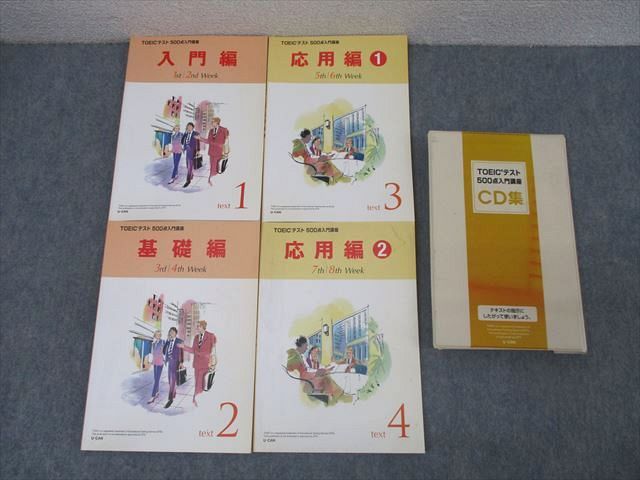 TOEIC®テスト 500点入門講座
入門編
1st/2nd Week
text 1
U-CAN
TOEIC®テスト 500点入門講座
応用編 1
5th/6th Week
text 3
U-CAN
TOEIC®テスト 500点入門講座
基礎編
3rd/4th Week
text 2
U-CAN
TOEIC®テスト 500点入門講座
応用編 2
7th/8th Week
text 4
U-CAN
TOEIC®テスト
500点入門講座
CD集
テキストの指示に
したがって使いましょう。
U-CAN